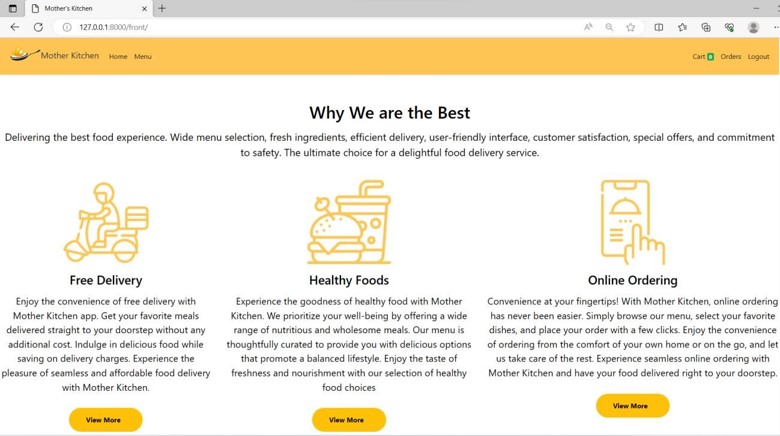 Mother's Kitchen
127.0.0.1:8000/front/
Mother Kitchen Home Menu Cart 0 Orders Logout
Why We are the Best
Delivering the best food experience. Wide menu selection, fresh ingredients, efficient delivery, user-friendly interface, customer satisfaction, special offers, and commitment
to safety. The ultimate choice for a delightful food delivery service.
Free Delivery
Enjoy the convenience of free delivery with
Mother Kitchen app. Get your favorite meals
delivered straight to your doorstep without any
additional cost. Indulge in delicious food while
saving on delivery charges. Experience the
pleasure of seamless and affordable food delivery
with Mother Kitchen.
View More
Healthy Foods
Experience the goodness of healthy food with Mother
Kitchen. We prioritize your well-being by offering a wide
range of nutritious and wholesome meals. Our menu is
thoughtfully curated to provide you with delicious options
that promote a balanced lifestyle. Enjoy the taste of
freshness and nourishment with our selection of healthy
food choices
View More
Online Ordering
Convenience at your fingertips! With Mother Kitchen, online ordering
has never been easier. Simply browse our menu, select your favorite
dishes, and place your order with a few clicks. Enjoy the convenience
of ordering from the comfort of your own home or on the go, and let
us take care of the rest. Experience seamless online ordering with
Mother Kitchen and have your food delivered right to your doorstep.
View More